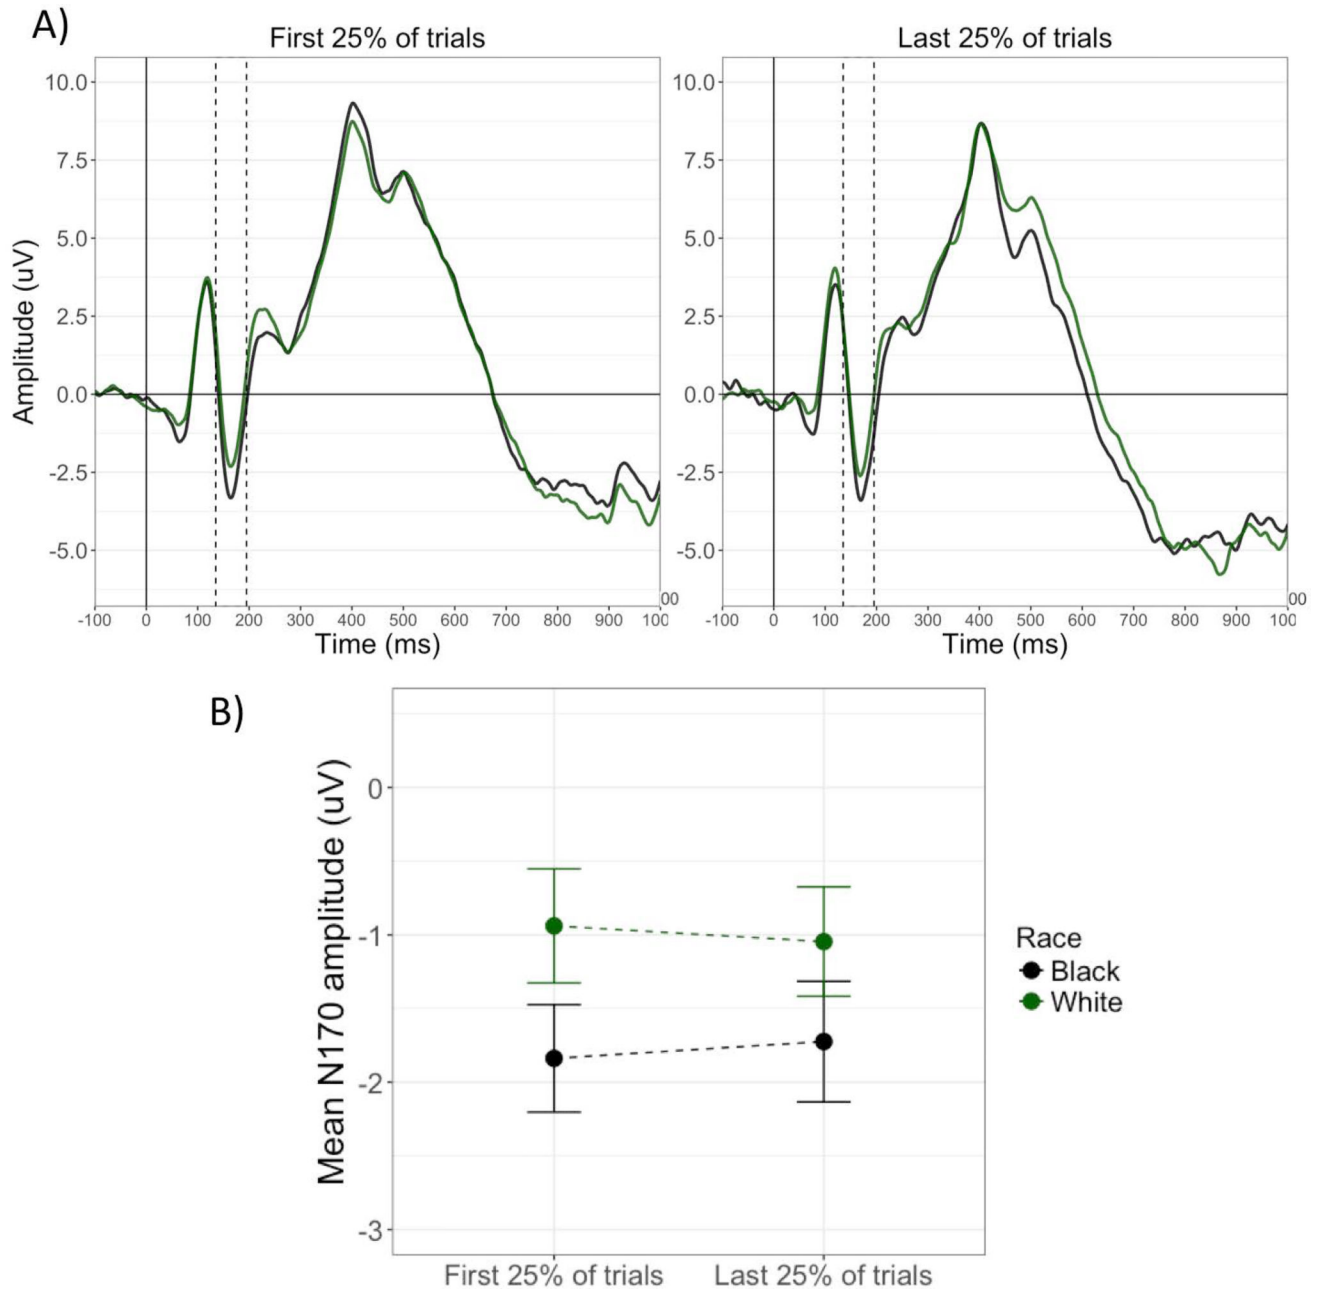 A)
First 25% of trials
Last 25% of trials
Amplitude (uV)
10.0
7.5
5.0
2.5
0.0
-2.5
-5.0
-100 0 100 200 300 400 500 600 700 800 900 100
00
Time (ms)
10.0
7.5
5.0
2.5
0.0
-2.5
-5.0
-100 0 100 200 300 400 500 600 700 800 900 100
00
Time (ms)
B)
Mean N170 amplitude (uV)
0
-1
-2
-3
First 25% of trials
Last 25% of trials
Race
Black
White